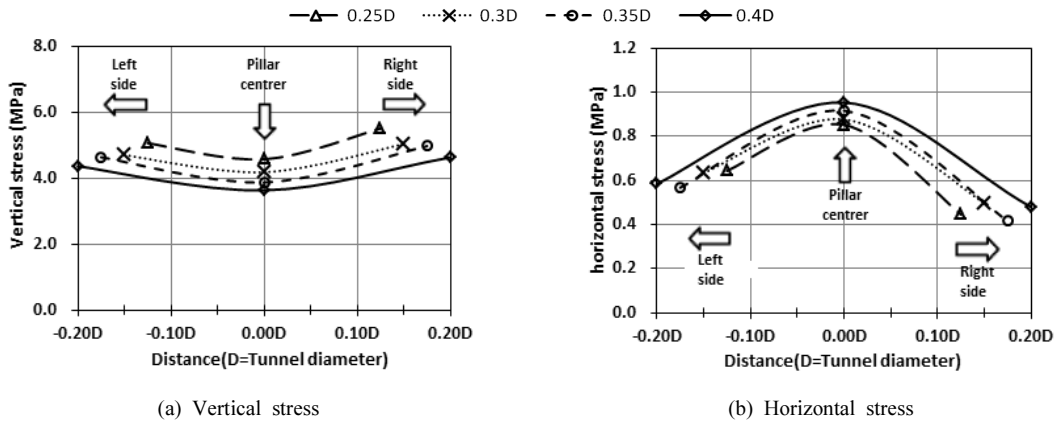 0.25D 0.3D 0.35D 0.4D
8.0
6.0
4.0
2.0
0.0
Vertical stress (MPa)
Left
side
Pillar
centrer
Right
side
-0.20D -0.10D 0.00D 0.10D 0.20D
Distance(D=Tunnel diameter)
(a) Vertical stress
1.2
1.0
0.8
0.6
0.4
0.2
0.0
horizontal stress (MPa)
Pillar
centrer
Left
side
Right
side
-0.20D -0.10D 0.00D 0.10D 0.20D
Distance(D=Tunnel diameter)
(b) Horizontal stress